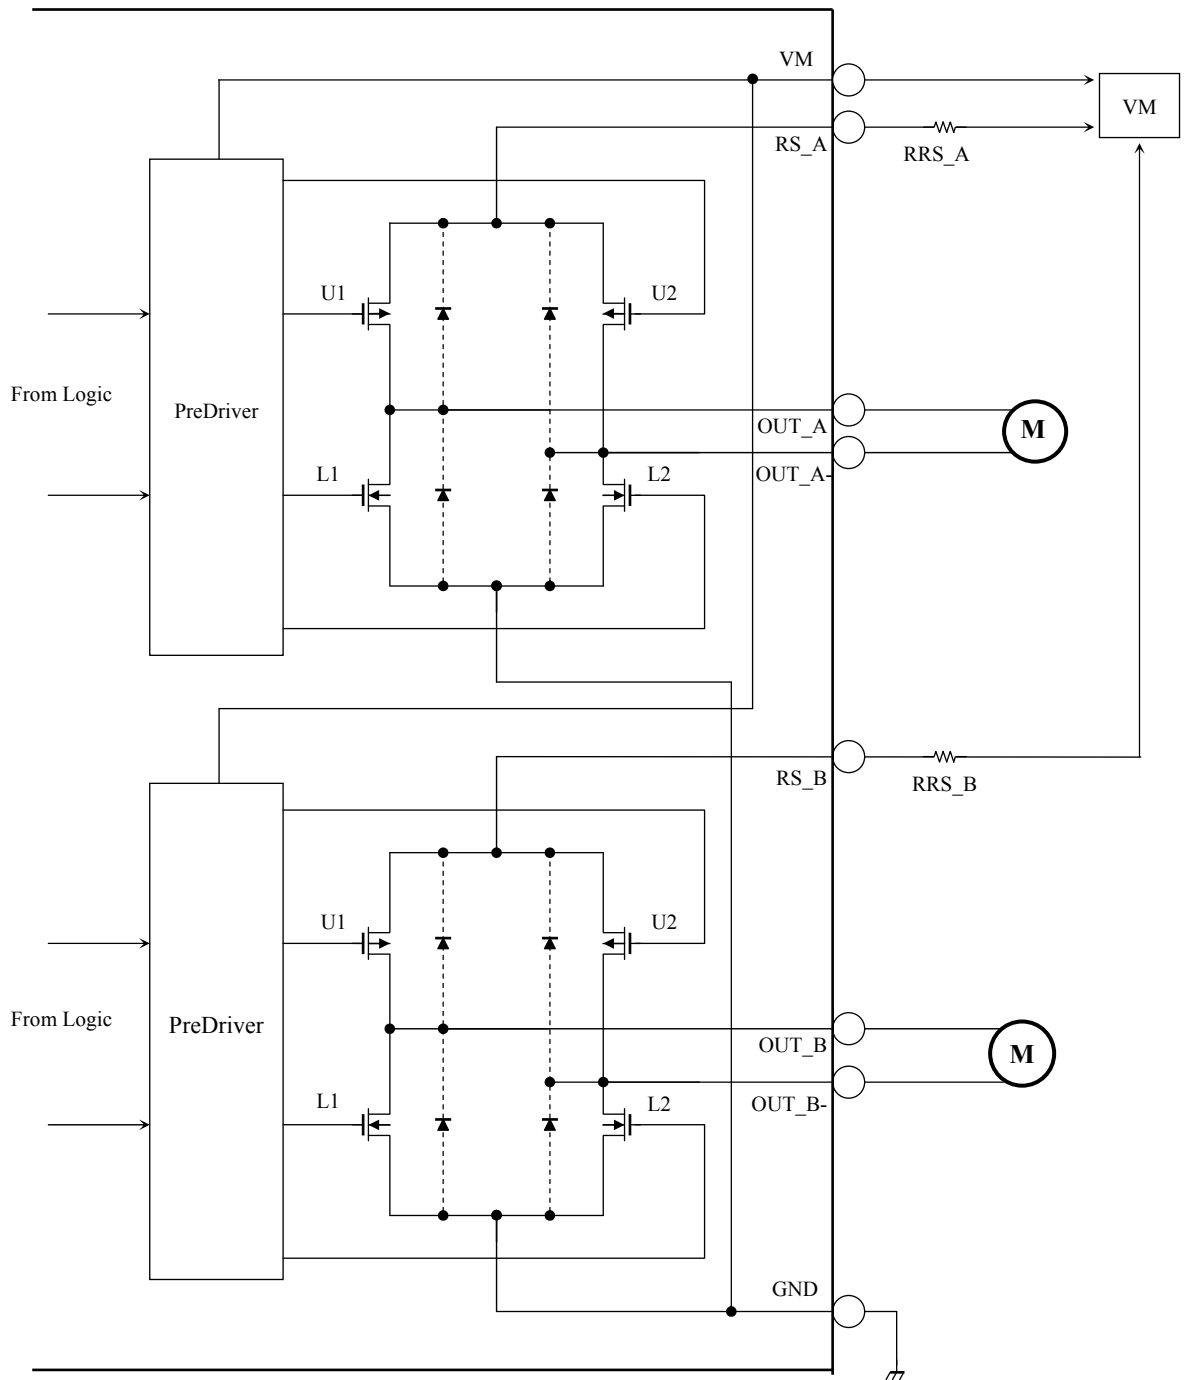 VM
VM
RS_A
RRS_A
U1
U2
From Logic
PreDriver
OUT_A
M
OUT_A-
L1
L2
RS_B
RRS_B
U1
U2
From Logic
PreDriver
OUT_B
M
OUT_B-
L1
L2
GND